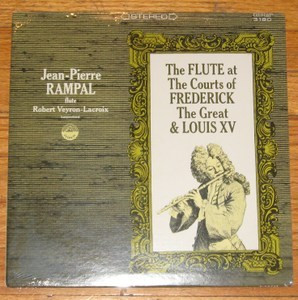 STEREO
3180
Jean-Pierre
RAMPAL
flute
Robert Veyron-Lacroix
The FLUTE at
The Courts of
FREDERICK
The Great
& LOUIS XV